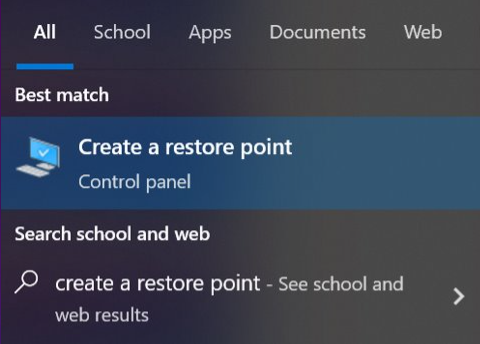 All School Apps Documents Web
Best match
Create a restore point
Control panel
Search school and web
create a restore point - See school and
web results